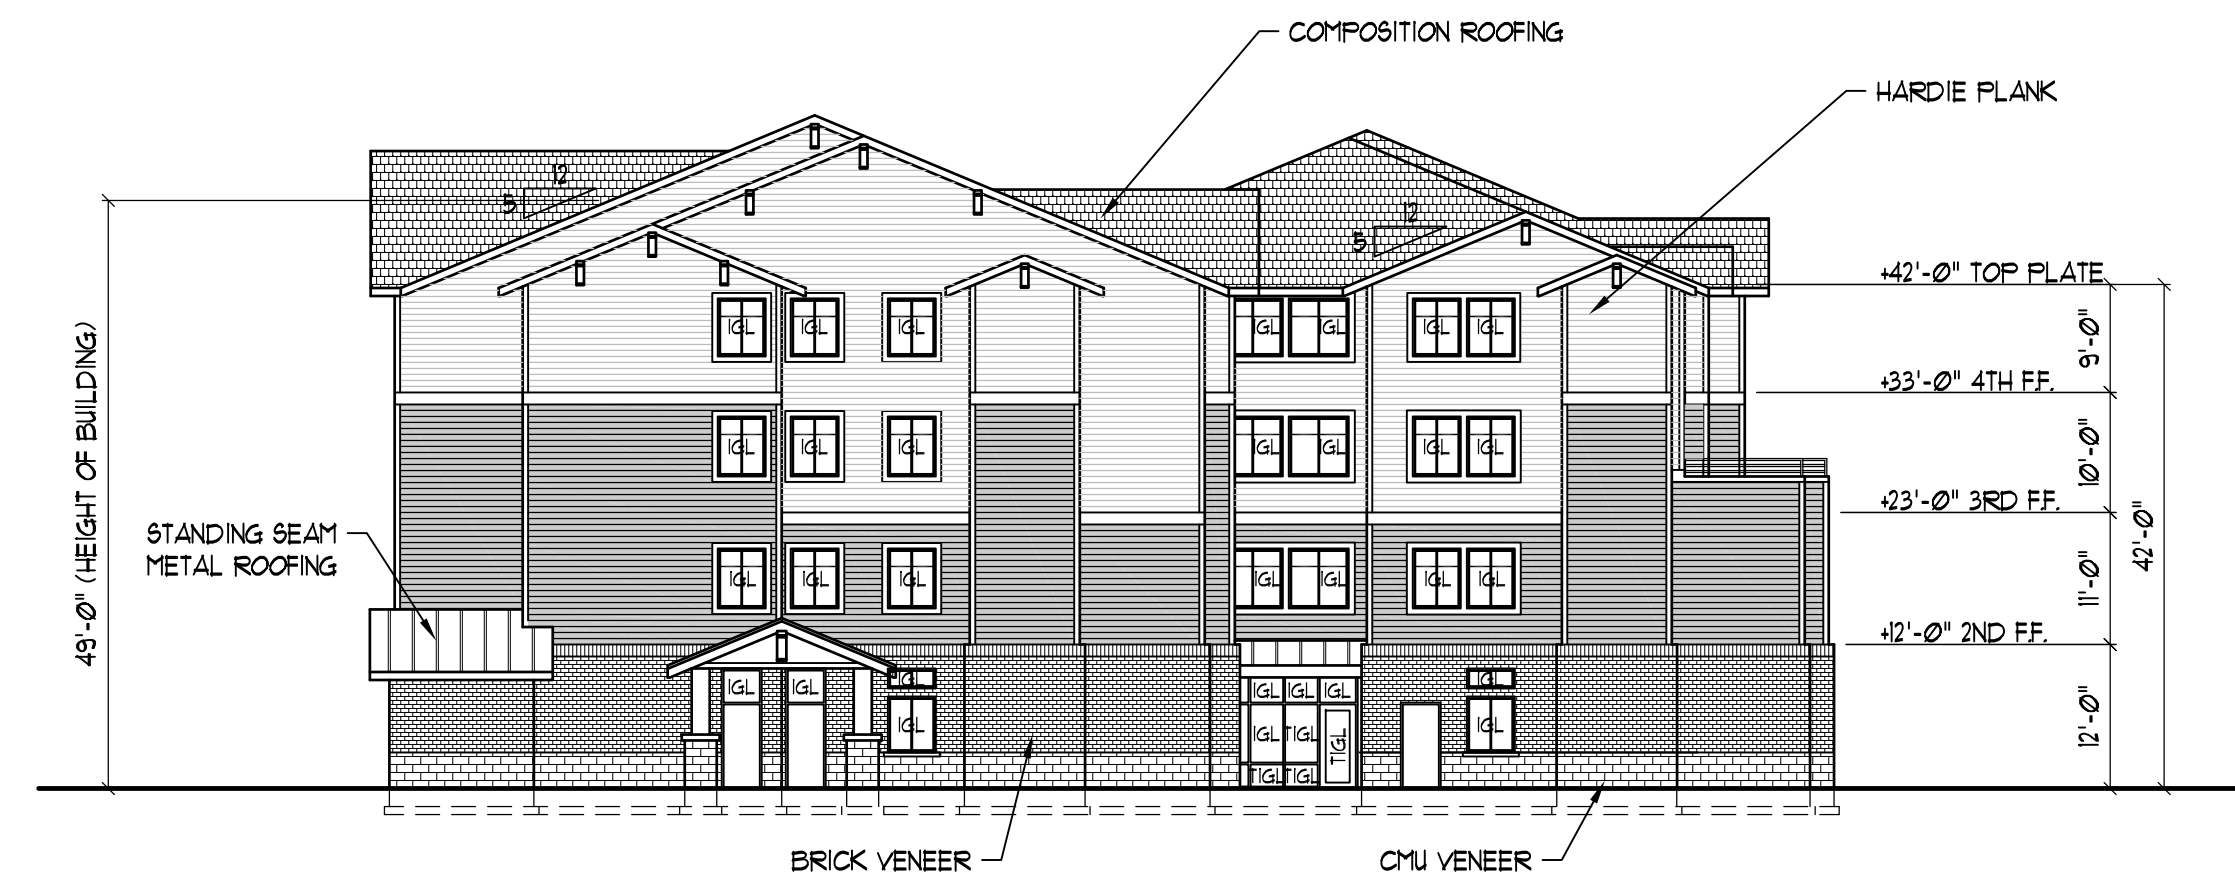 COMPOSITION ROOFING
HARDIE PLANK
12
5
12
5
+42'-0" TOP PLATE
9'-0"
+33'-0" 4TH F.F.
10'-0"
+23'-0" 3RD F.F.
11'-0"
42'-0"
+12'-0" 2ND F.F.
12'-0"
49'-0" (HEIGHT OF BUILDING)
STANDING SEAM
METAL ROOFING
IGL IGL IGL IGL IGL IGL IGL
IGL IGL IGL IGL IGL IGL IGL
IGL IGL IGL IGL IGL IGL IGL
IGL IGL IGL IGL IGL IGL IGL
IGL IGL TIGL TIGL IGL
TIGL TIGL
BRICK VENEER
CMU VENEER